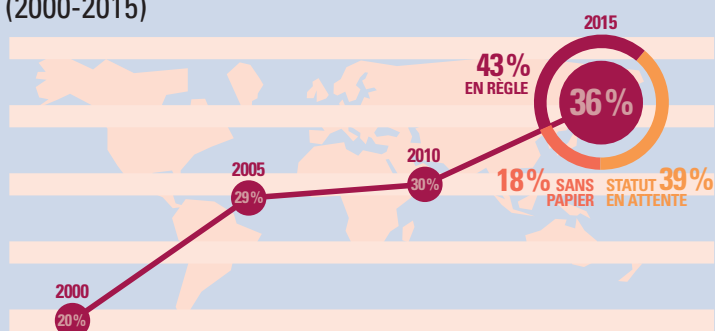 (2000-2015)
2015
43%
EN RÈGLE
36%
2010
2005
30%
29%
18% SANS
PAPIER
STATUT 39%
EN ATTENTE
2000
20%